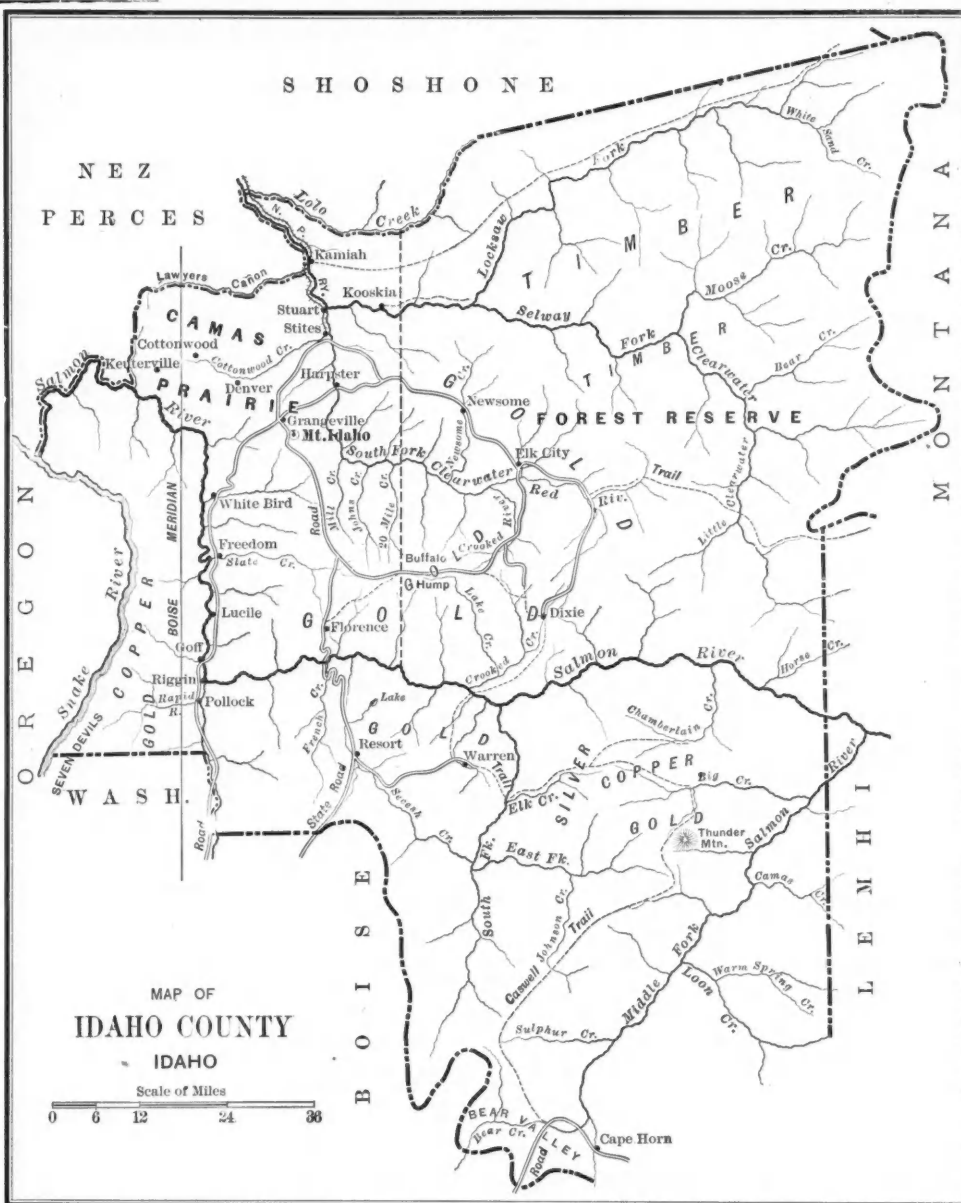 SHOSHONE
NEZ
PERCES
MONTANA
OREGON
WASH.
BOISE
LEMHI
White Sand Cr.
Locksaw Fork
Lolo Creek
N. P. RY.
Kamiah
Lawyers Cañon
Kooskia
Stuart
Stites
Selway Fork
Clearwater
TIMBER
TIMBER
Moose Cr.
Bear Cr.
CAMAS
PRAIRIE
Cottonwood
Cottonwood Cr.
Keuterville
Denver
Harpster
Salmon
River
Grangeville
Mt. Idaho
Newsome
Newsome Cr.
GOLD
FOREST RESERVE
South Fork
Clearwater
Elk City
Red Riv.
Trail
Little Clearwater
White Bird
Road
Mill Cr.
Johns Cr.
20 Mile Cr.
Crooked River
Freedom
Slate Cr.
Buffalo
Hump
GOLD
GOLD
Lake Cr.
Lucile
Florence
Dixie
Crooked Cr.
BOISE MERIDIAN
Snake River
COPPER
GOLD
SEVEN DEVILS
Goff
Riggin
Rapid R.
Pollock
Salmon River
Horse Cr.
French Cr.
Lake
GOLD
Resort
Warren
Trail
Chamberlain Cr.
SILVER
COPPER
GOLD
Elk Cr.
Big Cr.
Thunder
Mtn.
Salmon River
State Road
Road
Secesh Cr.
East Fk.
South Fk.
Johnson Cr.
Caswell Trail
Camas Cr.
Middle Fork
Loon Cr.
Warm Spring Cr.
Sulphur Cr.
BEAR VALLEY
Bear Cr.
Road
Cape Horn
MAP OF
IDAHO COUNTY
IDAHO
Scale of Miles
0 6 12 24 36